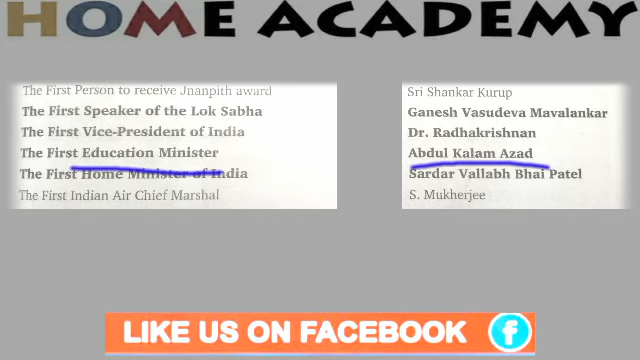 HOME ACADEMY
The First Person to receive Jnanpith award Sri Shankar Kurup
The First Speaker of the Lok Sabha Ganesh Vasudeva Mavalankar
The First Vice-President of India Dr. Radhakrishnan
The First Education Minister Abdul Kalam Azad
The First Home Minister of India Sardar Vallabh Bhai Patel
The First Indian Air Chief Marshal S. Mukherjee
LIKE US ON FACEBOOK f